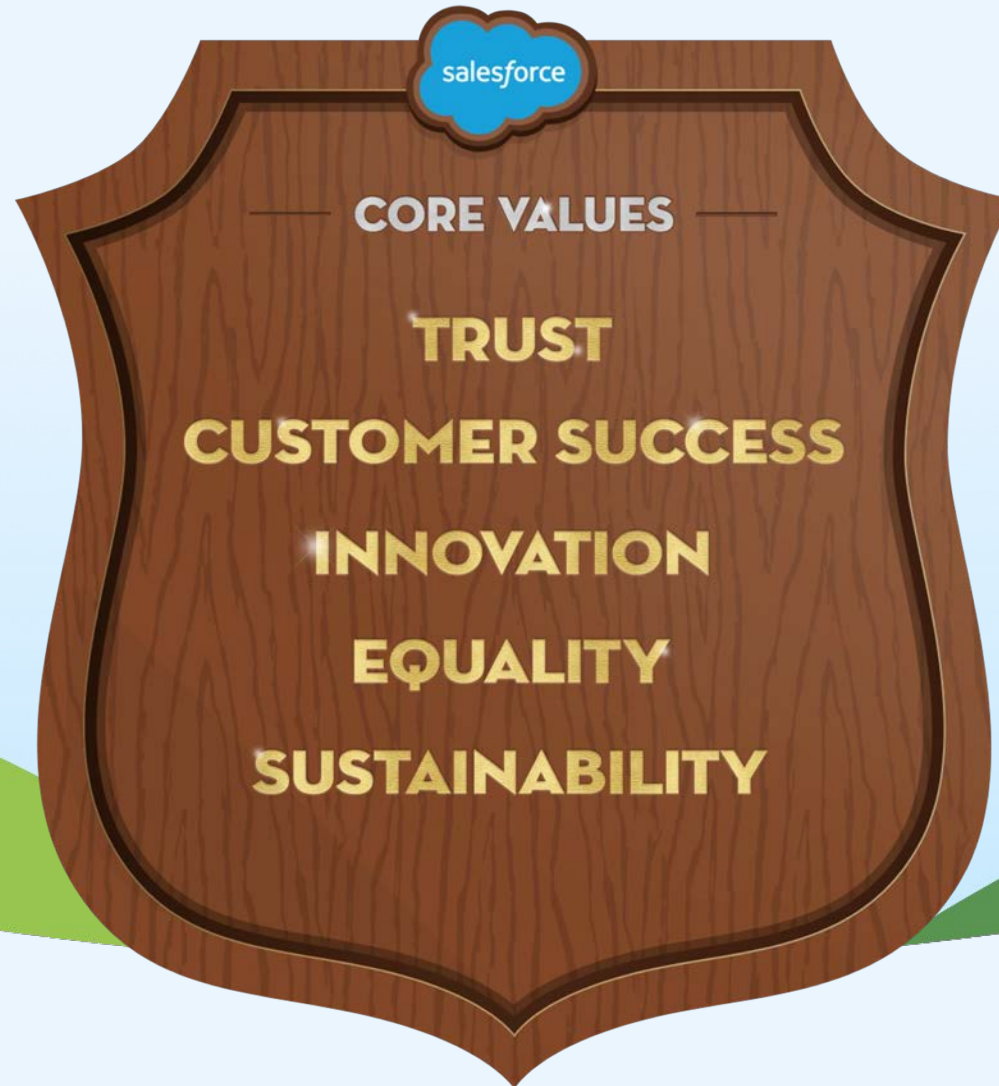 salesforce
CORE VALUES
TRUST
CUSTOMER SUCCESS
INNOVATION
EQUALITY
SUSTAINABILITY